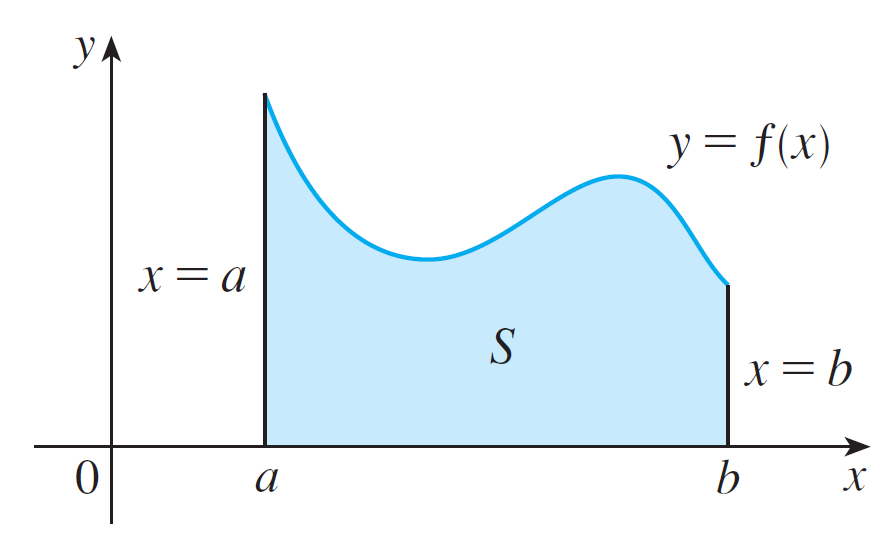 y
y = f(x)
x = a
S
x = b
0
a
b
x